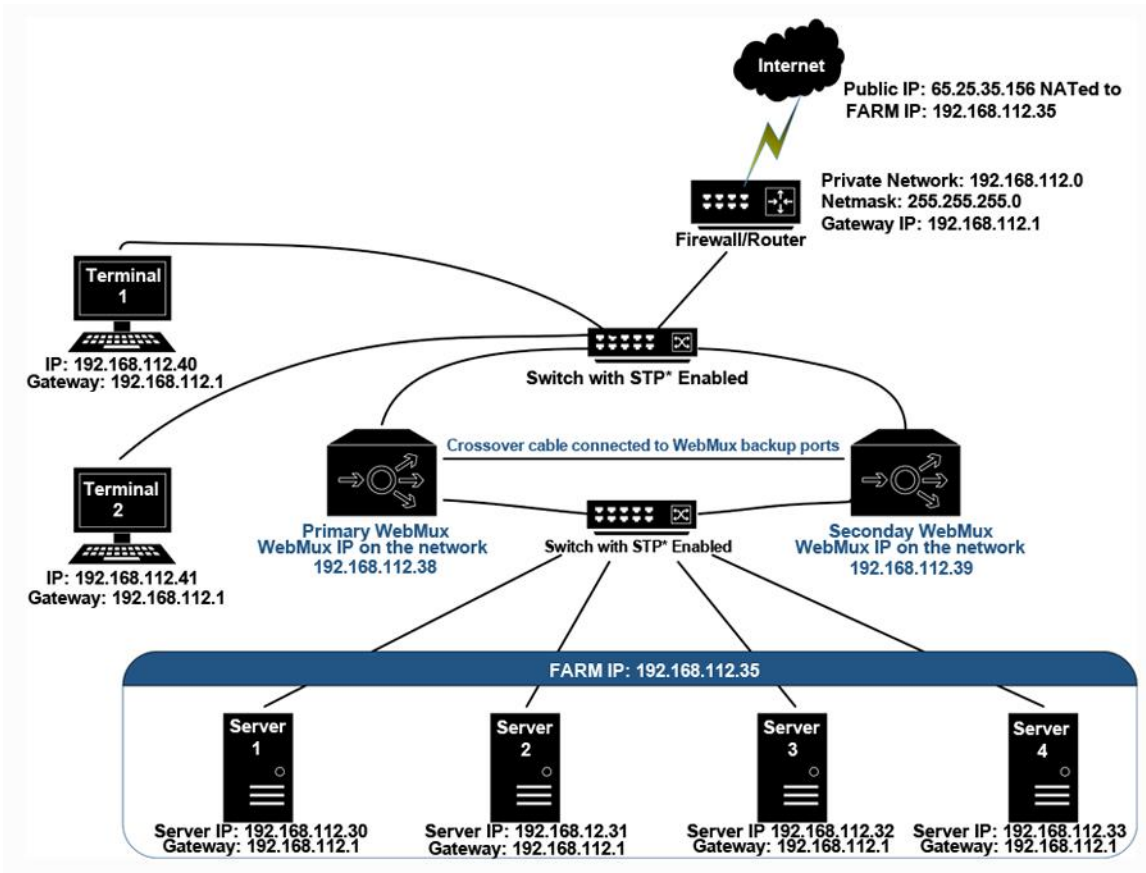 Internet
Public IP: 65.25.35.156 NATed to
FARM IP: 192.168.112.35
Private Network: 192.168.112.0
Netmask: 255.255.255.0
Gateway IP: 192.168.112.1
Firewall/Router
Terminal
1
IP: 192.168.112.40
Gateway: 192.168.112.1
Switch with STP* Enabled
Crossover cable connected to WebMux backup ports
Terminal
2
IP: 192.168.112.41
Gateway: 192.168.112.1
Primary WebMux
WebMux IP on the network
192.168.112.38
Switch with STP* Enabled
Seconday WebMux
WebMux IP on the network
192.168.112.39
FARM IP: 192.168.112.35
Server
1
Server IP: 192.168.112.30
Gateway: 192.168.112.1
Server
2
Server IP: 192.168.12.31
Gateway: 192.168.112.1
Server
3
Server IP 192.168.112.32
Gateway: 192.168.112.1
Server
4
Server IP: 192.168.112.33
Gateway: 192.168.112.1